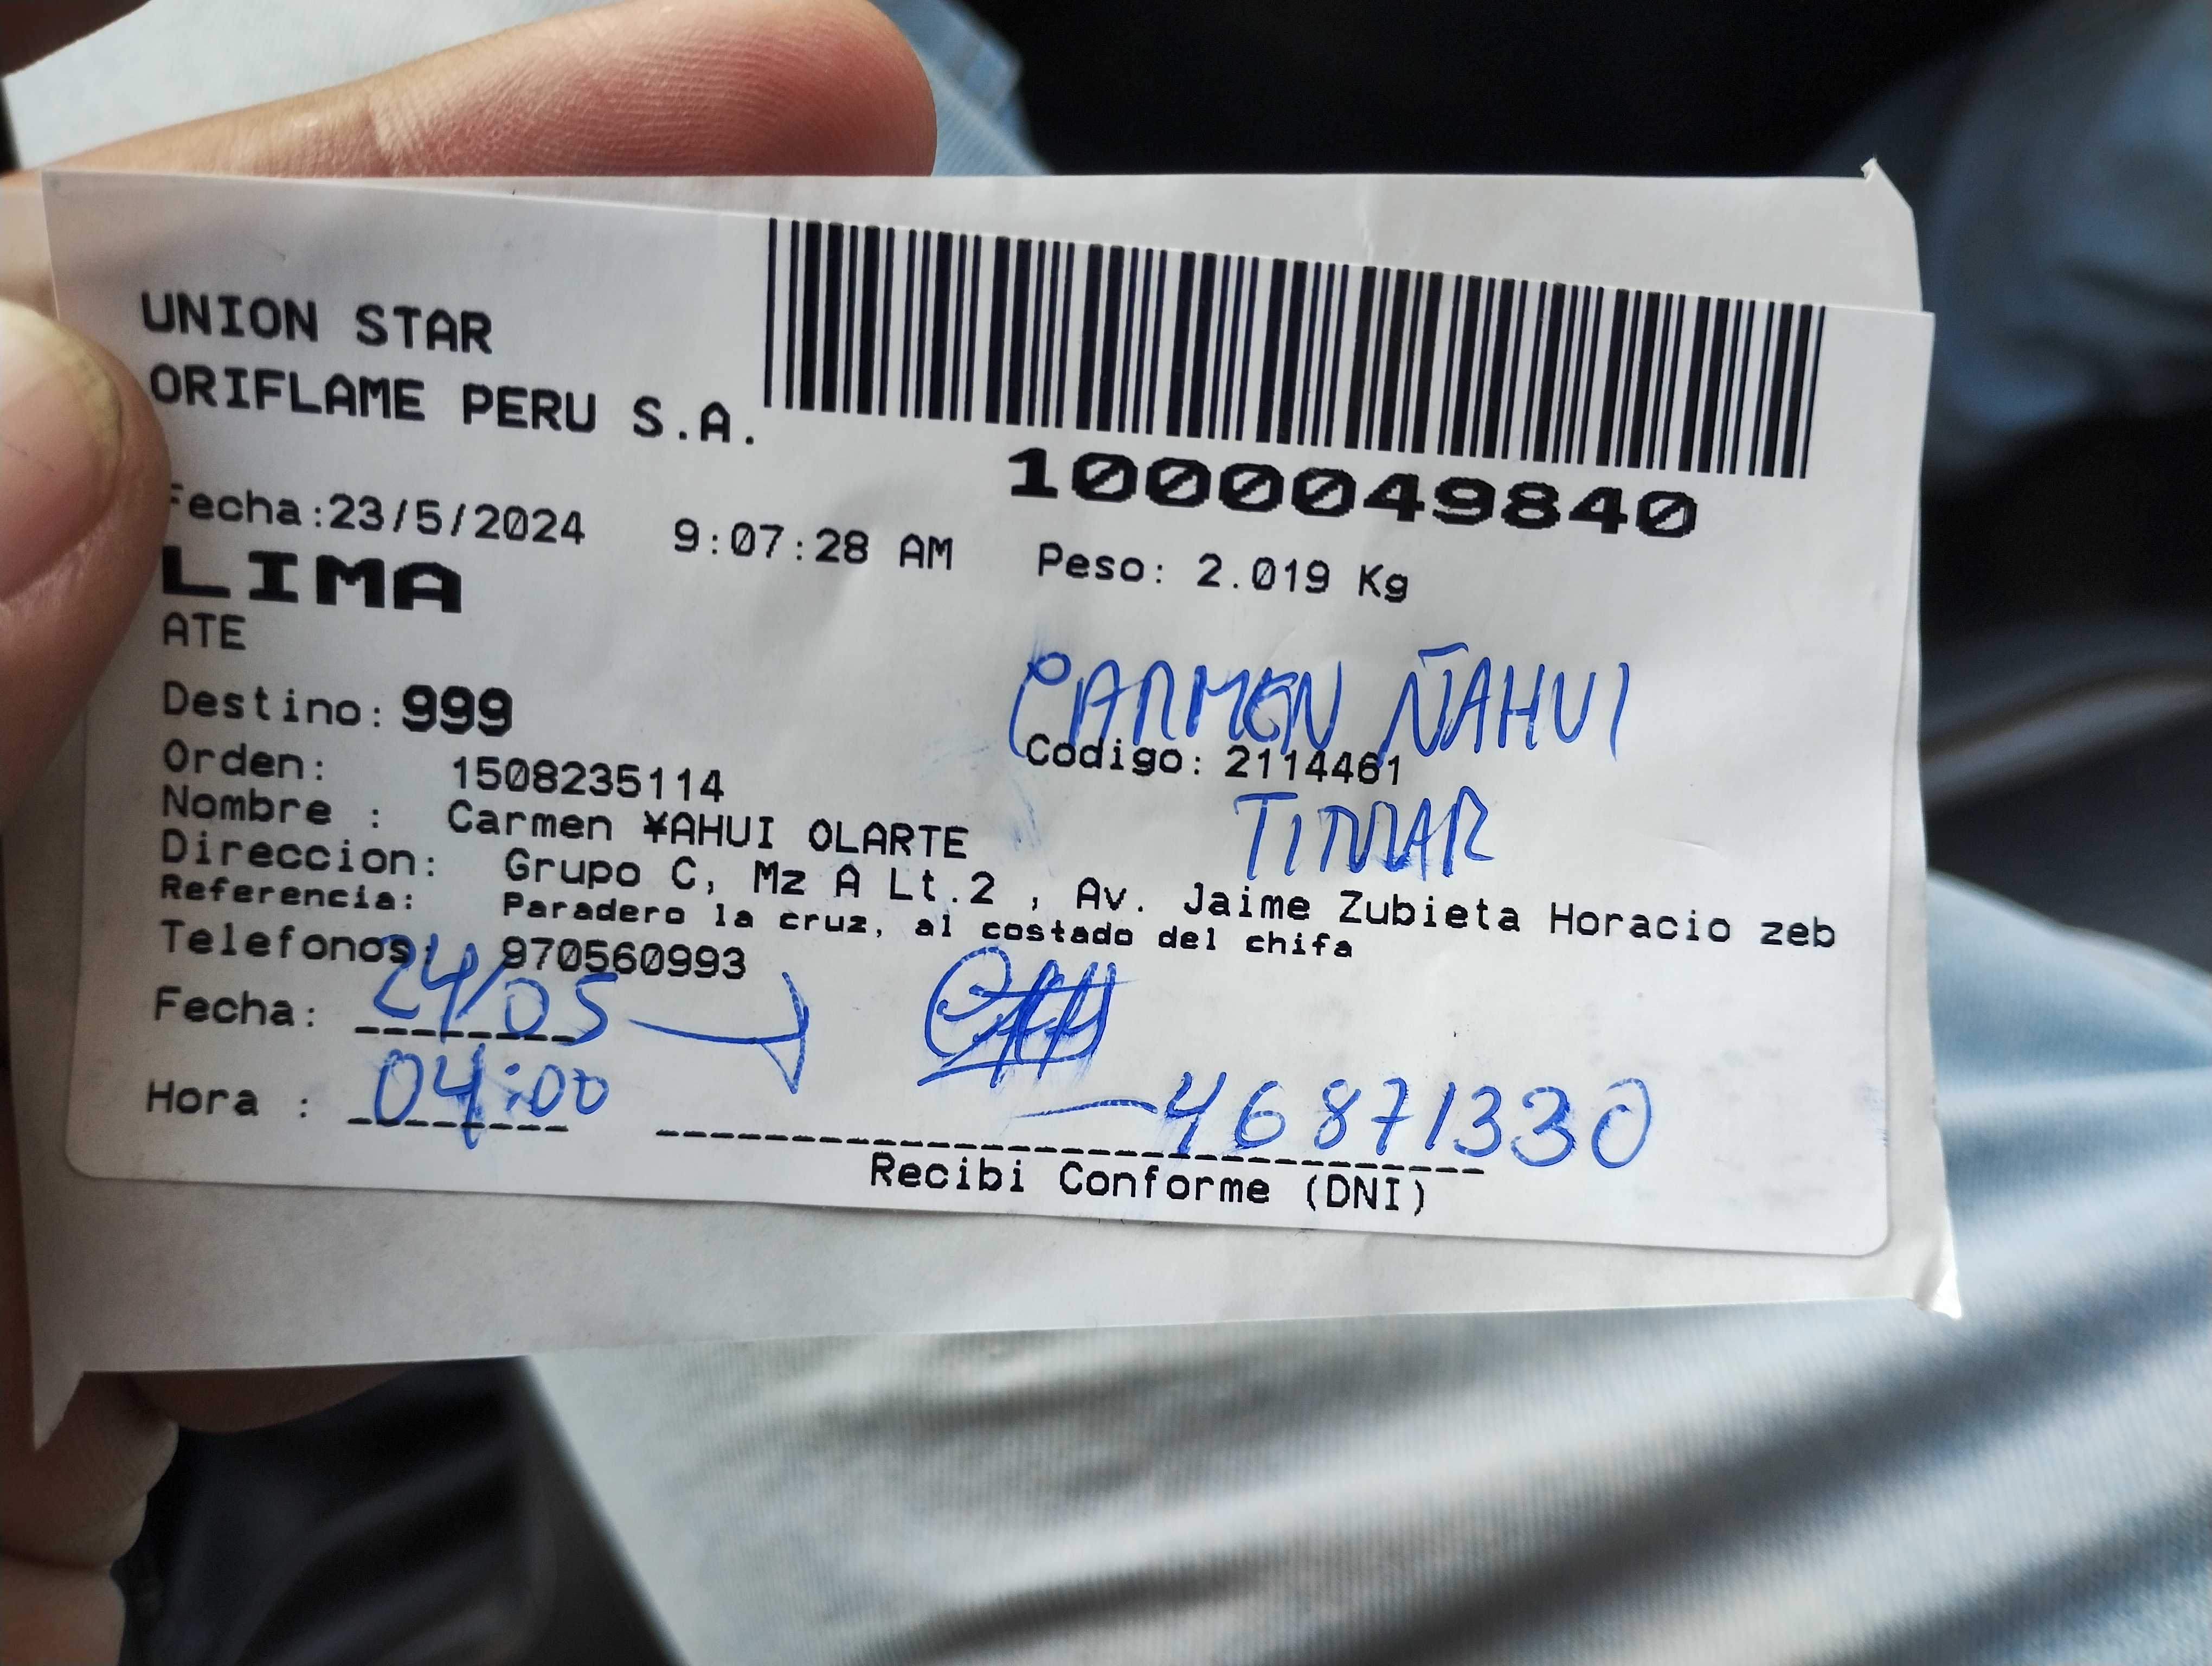 UNION STAR
ORIFLAME PERU S.A.
1000049840
Fecha:23/5/2024 9:07:28 AM Peso: 2.019 Kg
LIMA
ATE
CARMEN ÑAHUI
Destino: 999
Orden: 1508235114 Codigo: 2114461
Nombre : Carmen ¥AHUI OLARTE
Direccion: Grupo C, Mz A Lt.2 , Av. Jaime Zubieta Horacio zeb
Referencia: Paradero la cruz, al costado del chifa
Telefonos: 970560993
Fecha: 24/05
Hora : 04:00
46871330
Recibi Conforme (DNI)